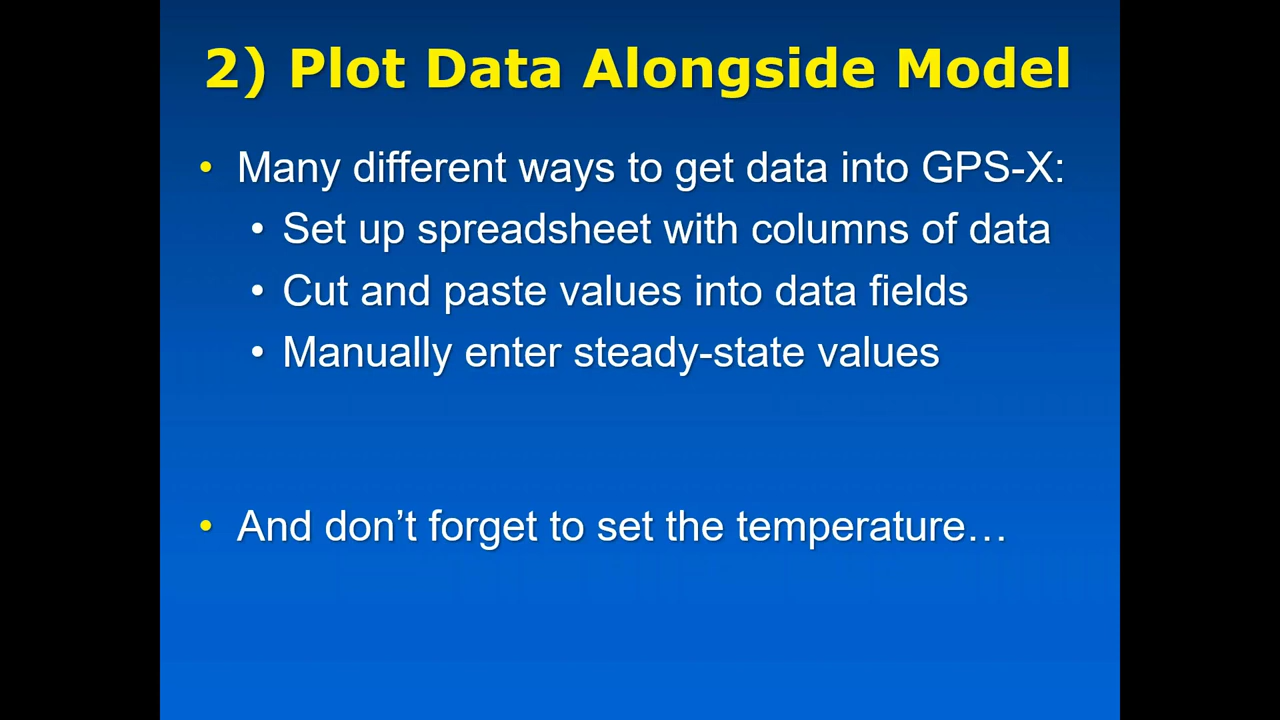 2) Plot Data Alongside Model
• Many different ways to get data into GPS-X:
• Set up spreadsheet with columns of data
• Cut and paste values into data fields
• Manually enter steady-state values
• And don’t forget to set the temperature…